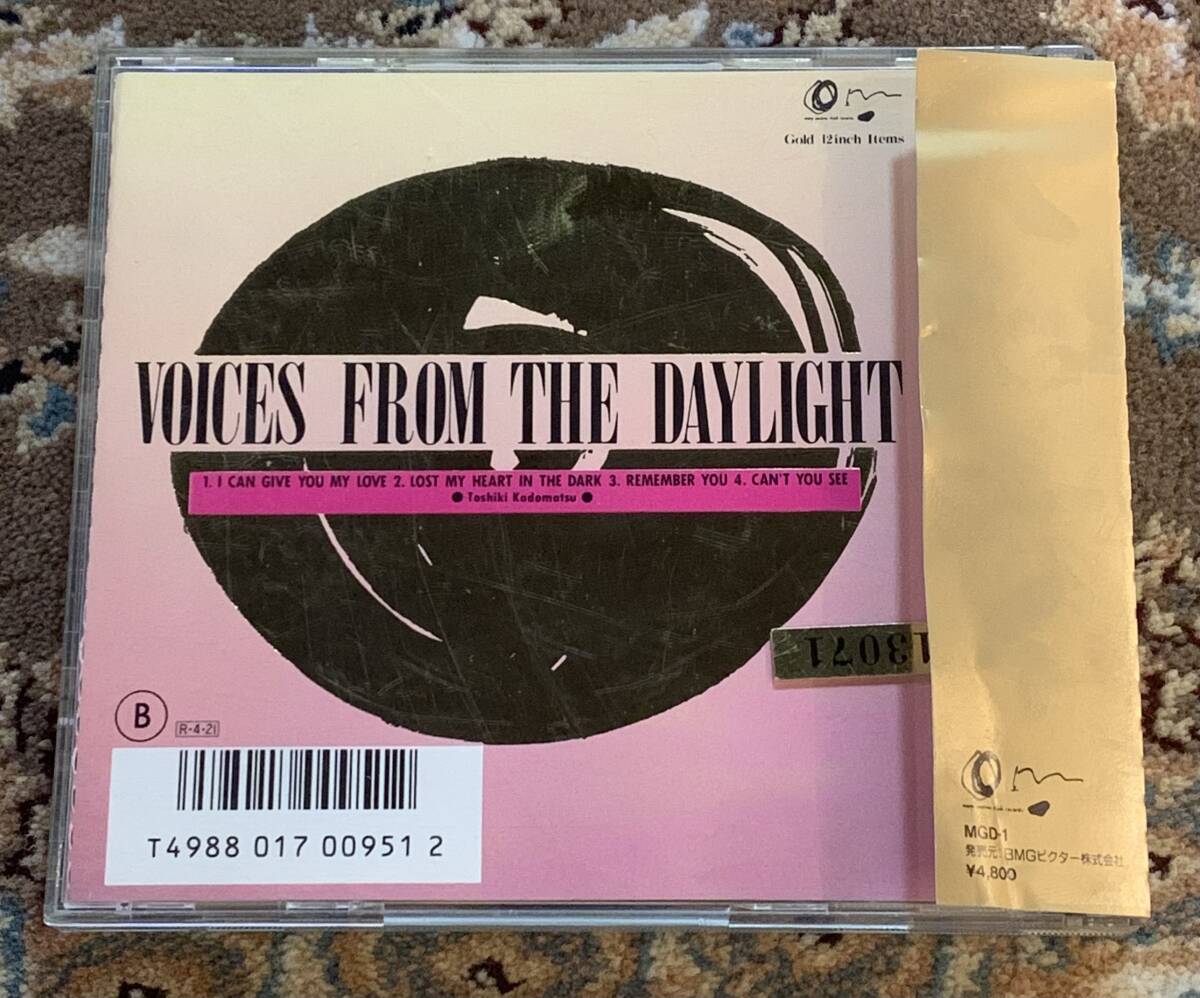 Gold 12inch Items
VOICES FROM THE DAYLIGHT
1. I CAN GIVE YOU MY LOVE 2. LOST MY HEART IN THE DARK 3. REMEMBER YOU 4. CAN'T YOU SEE
● Toshiki Kadomatsu ●
13071
B
R-4-21
T4988 017 00951 2
MGD-1
発売元:BMGビクター株式会社
¥4,800